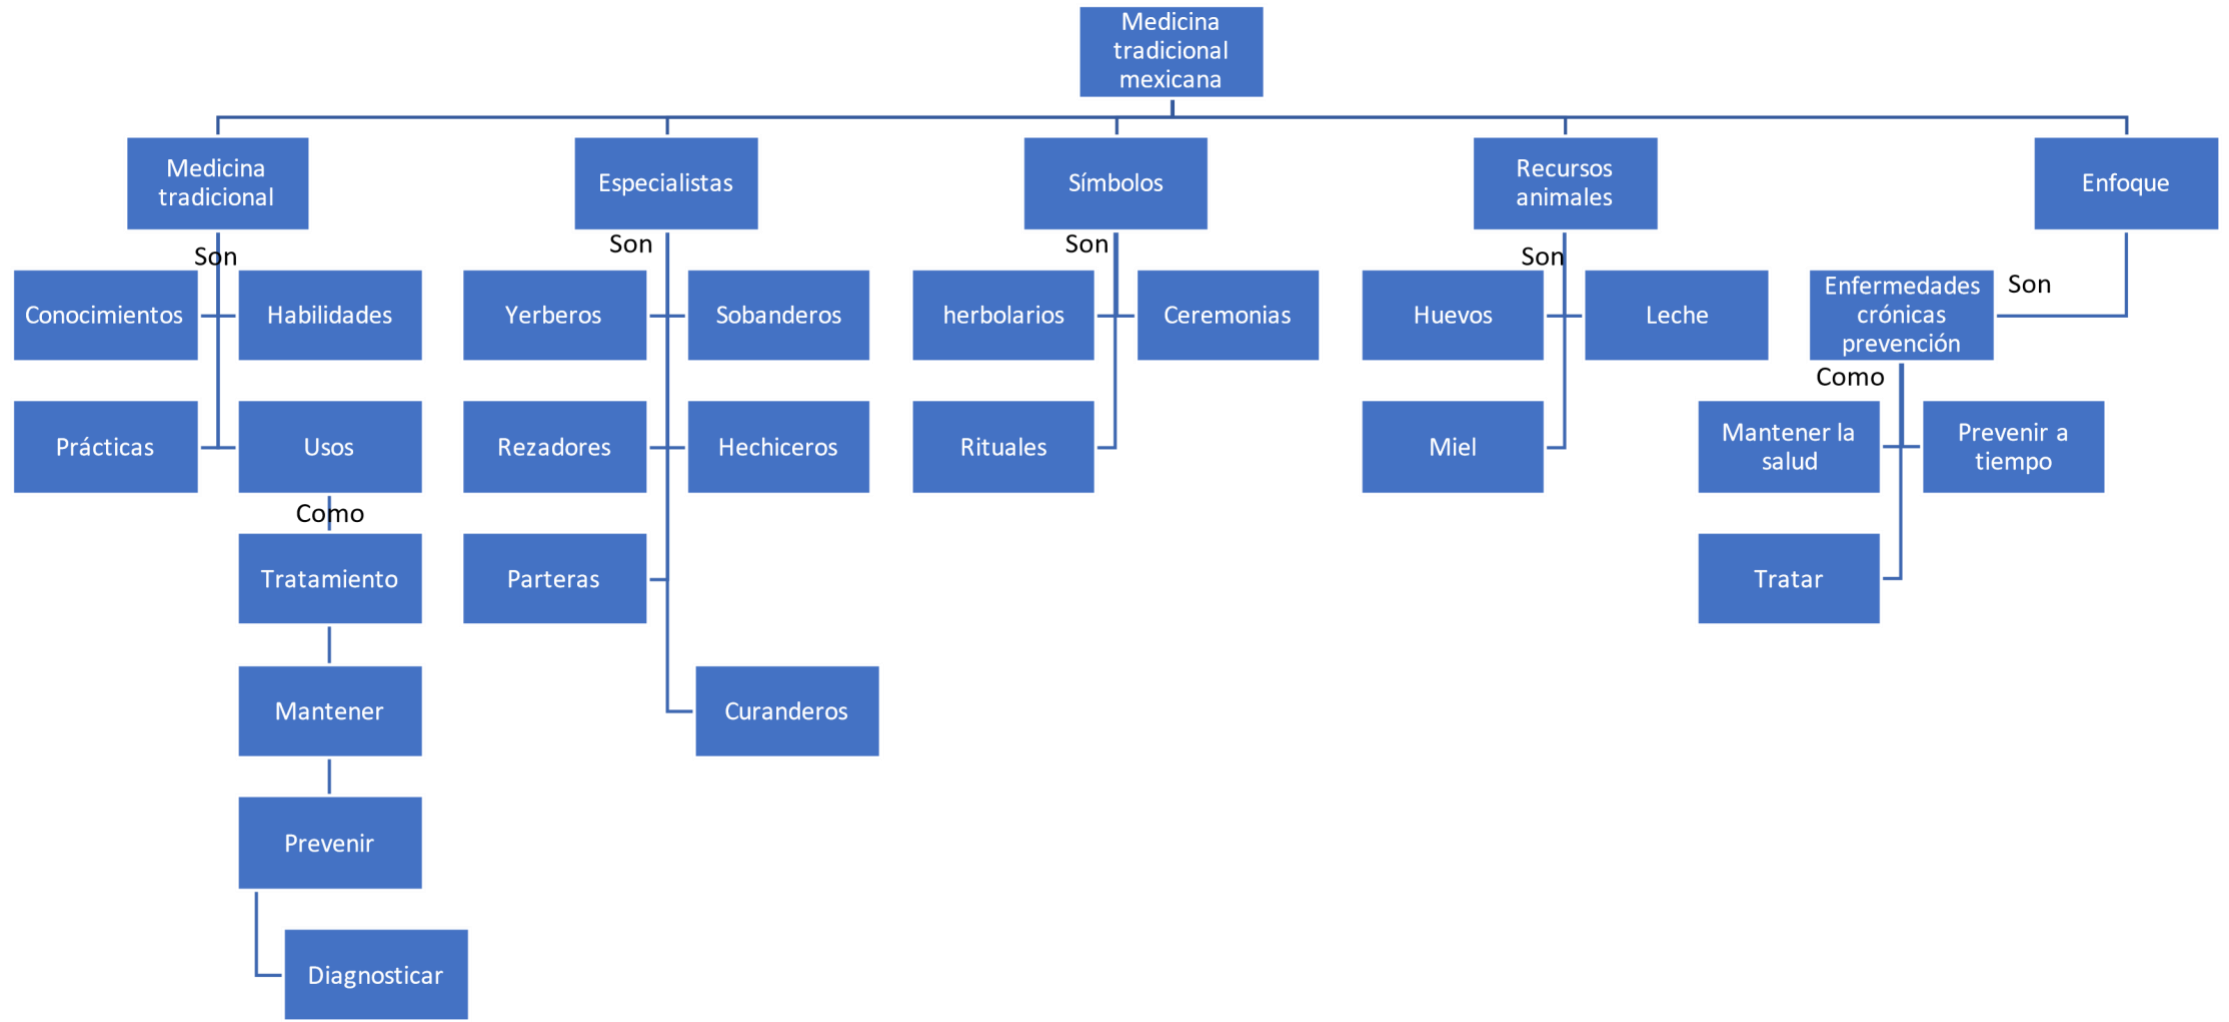 Medicina
tradicional
mexicana
Medicina
tradicional
Especialistas
Símbolos
Recursos
animales
Enfoque
Son
Son
Son
Son
Son
Conocimientos
Habilidades
Yerberos
Sobanderos
herbolarios
Ceremonias
Huevos
Leche
Enfermedades
crónicas
prevención
Como
Prácticas
Usos
Rezadores
Hechiceros
Rituales
Miel
Mantener la
salud
Prevenir a
tiempo
Como
Tratamiento
Parteras
Tratar
Mantener
Curanderos
Prevenir
Diagnosticar